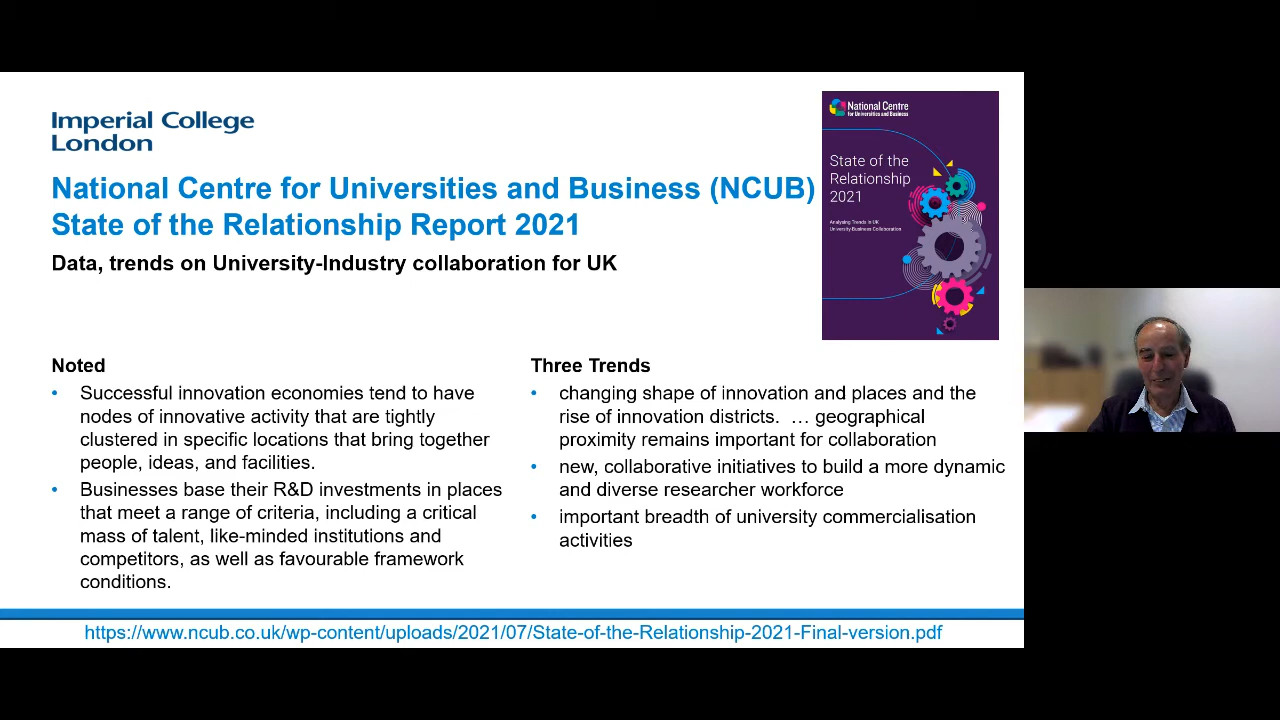 Imperial College
London
National Centre for Universities and Business (NCUB)
State of the Relationship Report 2021
Data, trends on University-Industry collaboration for UK
National Centre
for Universities and Business
State of the
Relationship
2021
Analysing Trends in UK
University Business Collaboration
Noted
• Successful innovation economies tend to have
nodes of innovative activity that are tightly
clustered in specific locations that bring together
people, ideas, and facilities.
• Businesses base their R&D investments in places
that meet a range of criteria, including a critical
mass of talent, like-minded institutions and
competitors, as well as favourable framework
conditions.
Three Trends
• changing shape of innovation and places and the
rise of innovation districts. … geographical
proximity remains important for collaboration
• new, collaborative initiatives to build a more dynamic
and diverse researcher workforce
• important breadth of university commercialisation
activities
https://www.ncub.co.uk/wp-content/uploads/2021/07/State-of-the-Relationship-2021-Final-version.pdf